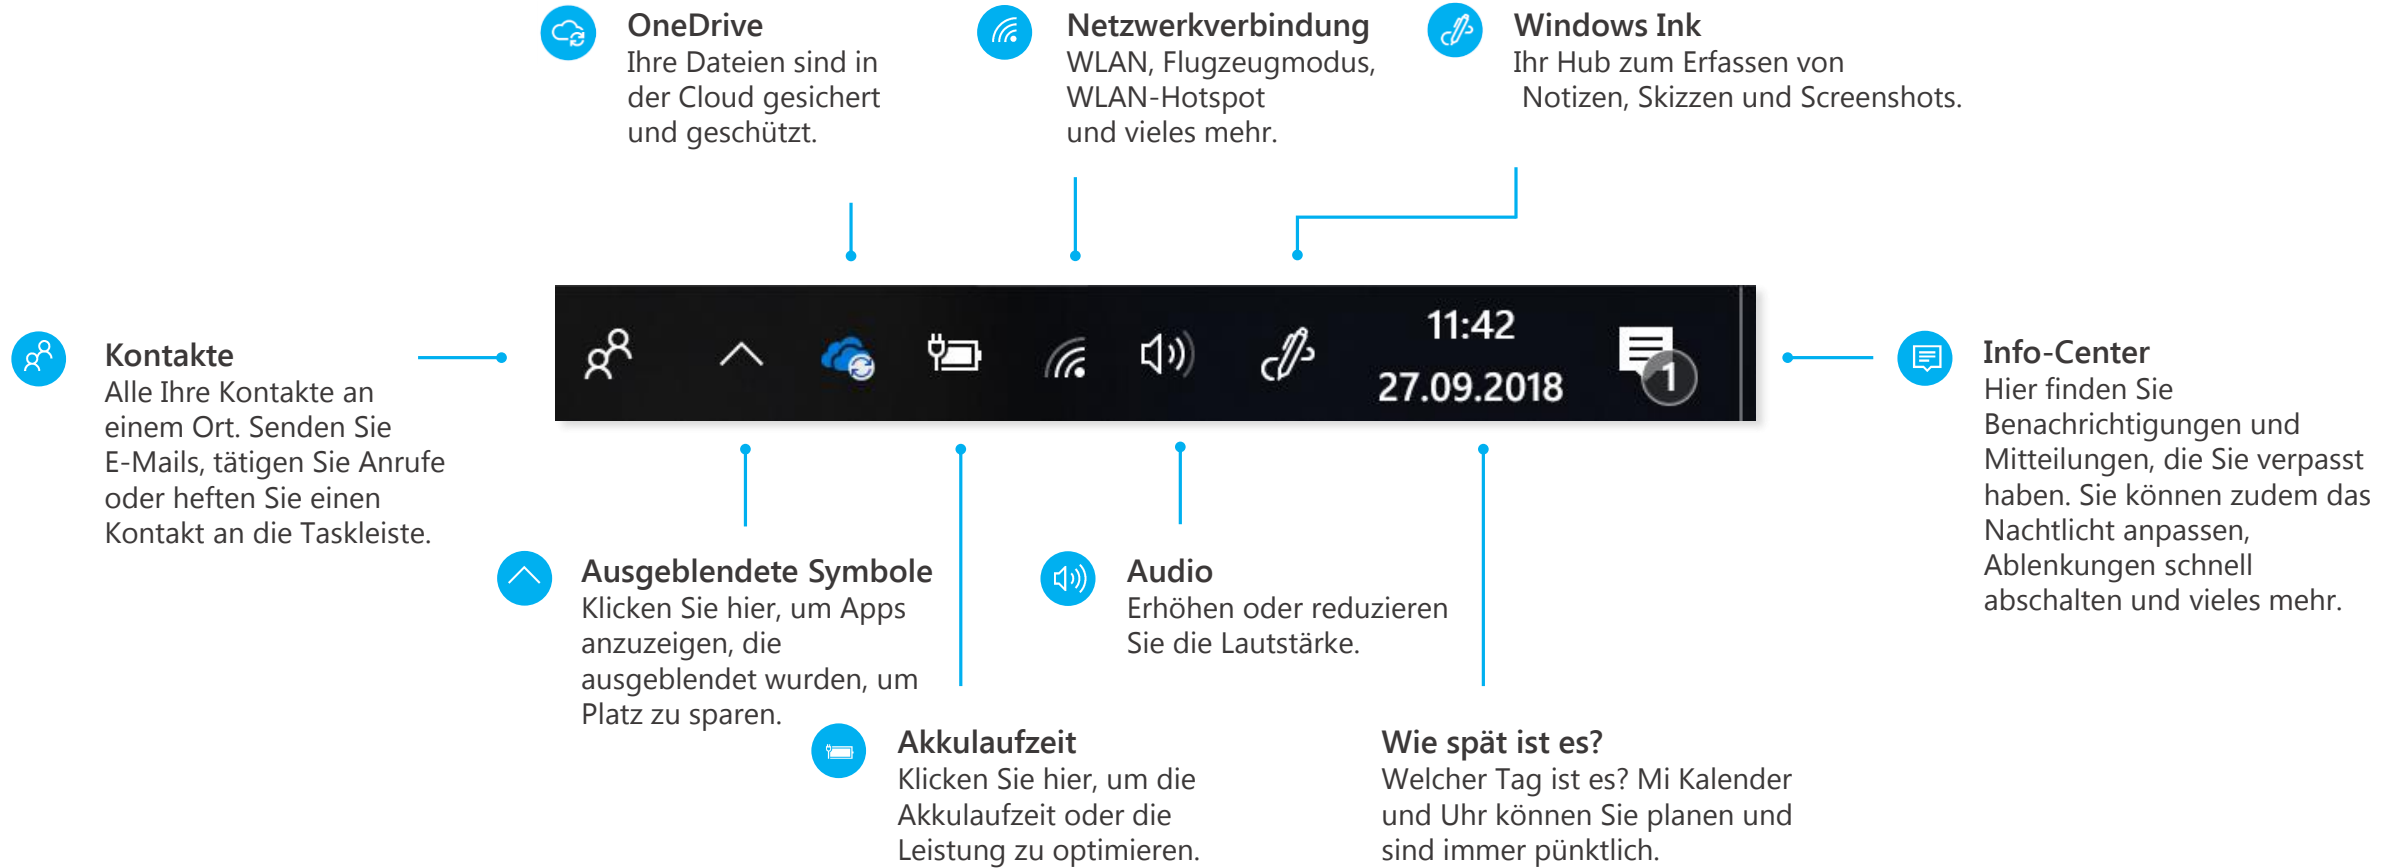 OneDrive
Ihre Dateien sind in
der Cloud gesichert
und geschützt.
Netzwerkverbindung
WLAN, Flugzeugmodus,
WLAN-Hotspot
und vieles mehr.
Windows Ink
Ihr Hub zum Erfassen von
Notizen, Skizzen und Screenshots.
Kontakte
Alle Ihre Kontakte an
einem Ort. Senden Sie
E-Mails, tätigen Sie Anrufe
oder heften Sie einen
Kontakt an die Taskleiste.
11:42
27.09.2018
1
Info-Center
Hier finden Sie
Benachrichtigungen und
Mitteilungen, die Sie verpasst
haben. Sie können zudem das
Nachtlicht anpassen,
Ablenkungen schnell
abschalten und vieles mehr.
Ausgeblendete Symbole
Klicken Sie hier, um Apps
anzuzeigen, die
ausgeblendet wurden, um
Platz zu sparen.
Audio
Erhöhen oder reduzieren
Sie die Lautstärke.
Akkulaufzeit
Klicken Sie hier, um die
Akkulaufzeit oder die
Leistung zu optimieren.
Wie spät ist es?
Welcher Tag ist es? Mi Kalender
und Uhr können Sie planen und
sind immer pünktlich.